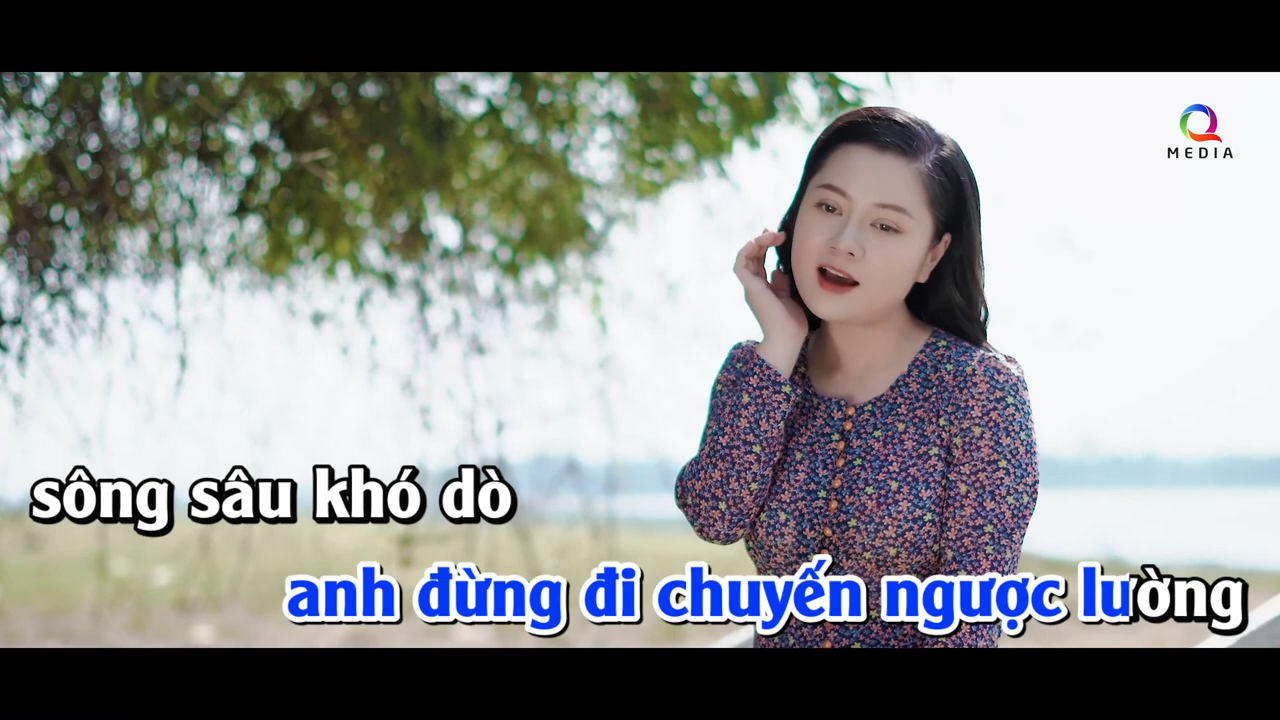 Q
MEDIA
sông sâu khó dò
anh đừng đi chuyến ngược lường